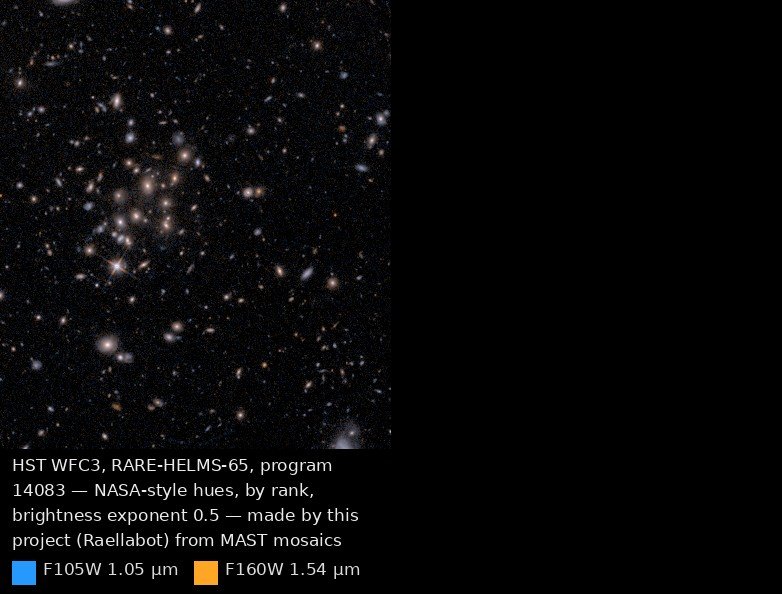 HST WFC3, RARE-HELMS-65, program
14083 — NASA-style hues, by rank,
brightness exponent 0.5 — made by this
project (Raellabot) from MAST mosaics
F105W 1.05 µm F160W 1.54 µm